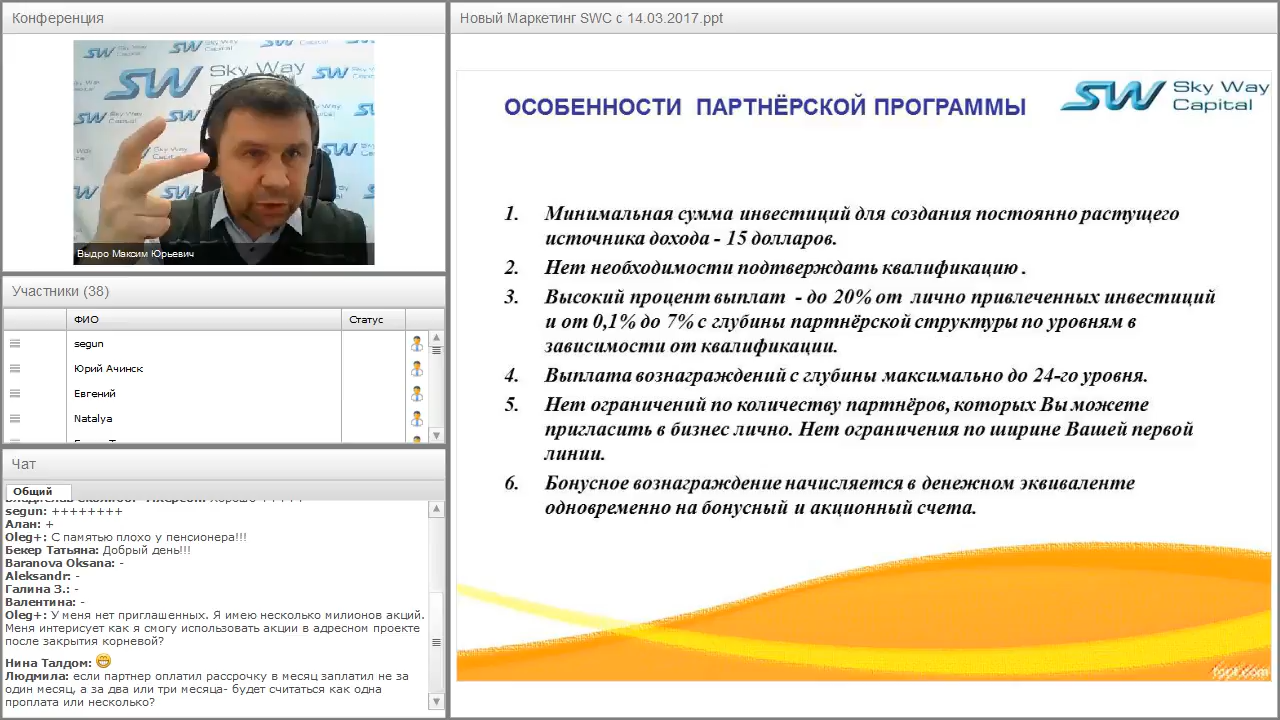 Конференция
SW Sky Way Capital
Выдро Максим Юрьевич
Участники (38)
ФИО
Статус
segun
Юрий Ачинск
Евгений
Natalya
Чат
Общий
segun: ++++++++
Алан: +
Oleg+: С памятью плохо у пенсионера!!!
Бекер Татьяна: Добрый день!!!
Baranova Oksana: -
Aleksandr: -
Галина З.: -
Валентина: -
Oleg+: У меня нет приглашенных. Я имею несколько милионов акций.
Меня интерисует как я смогу использовать акции в адресном проекте
после закрытия корневой?
Нина Талдом:
Людмила: если партнер оплатил рассрочку в месяц заплатил не за
один месяц, а за два или три месяца- будет считаться как одна
проплата или несколько?
Новый Маркетинг SWC с 14.03.2017.ppt
ОСОБЕННОСТИ ПАРТНЁРСКОЙ ПРОГРАММЫ
SW Sky Way
Capital
1. Минимальная сумма инвестиций для создания постоянно растущего
источника дохода - 15 долларов.
2. Нет необходимости подтверждать квалификацию .
3. Высокий процент выплат - до 20% от лично привлеченных инвестиций
и от 0,1% до 7% с глубины партнёрской структуры по уровням в
зависимости от квалификации.
4. Выплата вознаграждений с глубины максимально до 24-го уровня.
5. Нет ограничений по количеству партнёров, которых Вы можете
пригласить в бизнес лично. Нет ограничения по ширине Вашей первой
линии.
6. Бонусное вознаграждение начисляется в денежном эквиваленте
одновременно на бонусный и акционный счета.
fppt.com